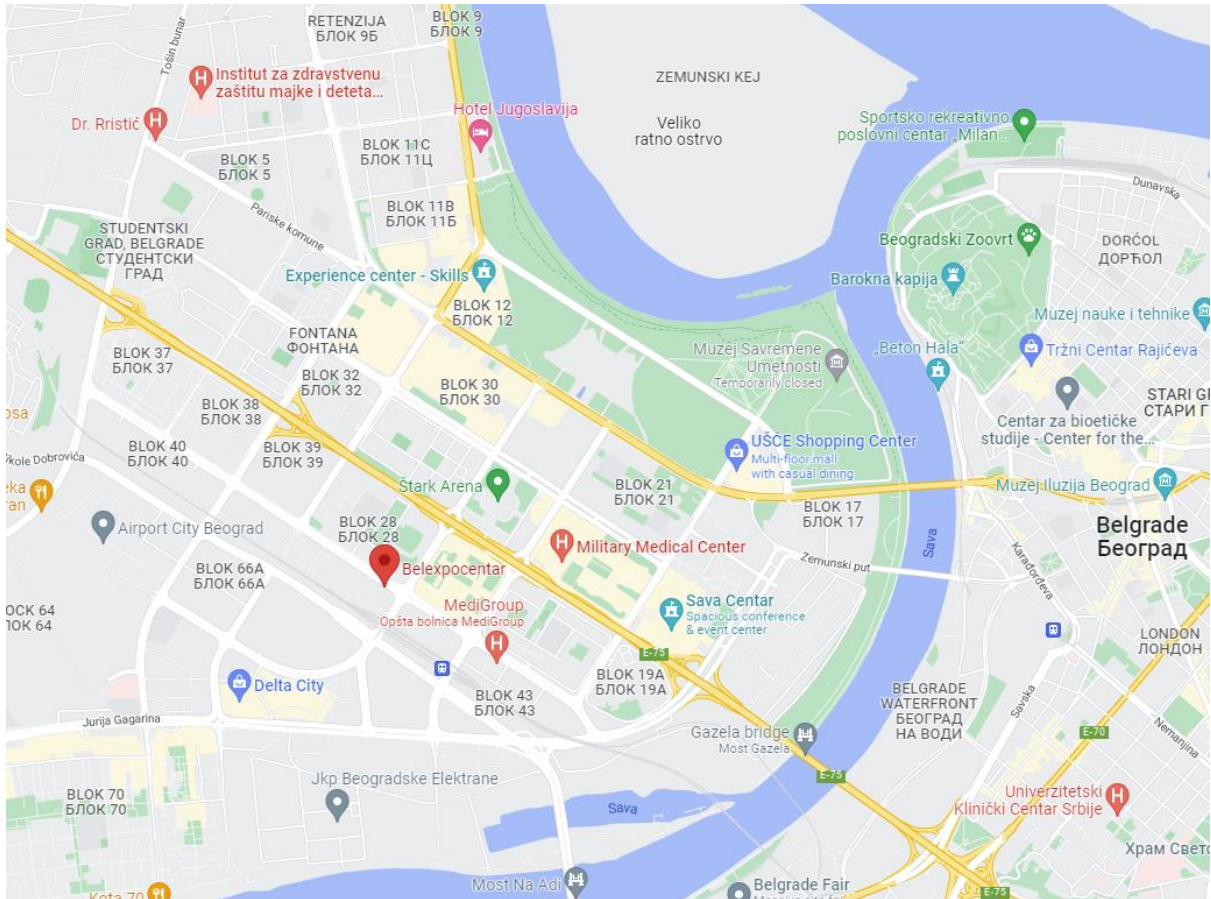 BLOK 9
БЛОК 9
RETENZIJA
БЛОК 9Б
Tošin bunar
Institut za zdravstvenu
zaštitu majke i deteta...
ZEMUNSKI KEJ
Hotel Jugoslavija
Dr. Rristić
Veliko
ratno ostrvo
Sportsko rekreativno
poslovni centar „Milan...
BLOK 11C
БЛОК 11Ц
BLOK 5
БЛОК 5
Dunavska
BLOK 11B
БЛОК 11Б
Pariske komune
STUDENTSKI
GRAD, BELGRADE
СТУДЕНТСКИ
ГРАД
Beogradski Zoovrt
DORĆOL
ДОРЋОЛ
Experience center - Skills
Barokna kapija
BLOK 12
БЛОК 12
Muzej nauke i tehnike
FONTANA
ФОНТАНА
Muzej Savremene
Umetnosti
Temporarily closed
„Beton Hala“
Tržni Centar Rajićeva
BLOK 37
БЛОК 37
BLOK 32
БЛОК 32
BLOK 30
БЛОК 30
STARI G
СТАРИ Г
BLOK 38
БЛОК 38
Centar za bioetičke
studije - Center for the...
BLOK 40
БЛОК 40
BLOK 39
БЛОК 39
UŠĆE Shopping Center
Multi-floor mall
with casual dining
kole Dobrovića
Štark Arena
BLOK 21
БЛОК 21
Muzej Iluzija Beograd
BLOK 17
БЛОК 17
Airport City Beograd
BLOK 28
БЛОК 28
Military Medical Center
Sava
Belgrade
Београд
Karađorđeva
Zemunski put
BLOK 66A
БЛОК 66А
Belexpocentar
MediGroup
Opšta bolnica MediGroup
Sava Centar
Spacious conference
& event center
OCK 64
ЛОК 64
LONDON
ЛОНДОН
E-75
BLOK 19A
БЛОК 19А
Delta City
BLOK 43
БЛОК 43
BELGRADE
WATERFRONT
БЕОГРАД
НА ВОДИ
Savska
Jurija Gagarina
Gazela bridge
Most Gazela
E-70
Nemanjina
E-75
Jkp Beogradske Elektrane
BLOK 70
БЛОК 70
Sava
Univerzitetski
Klinički Centar Srbije
Храм Свето
Kota 70
Most Na Adi
Belgrade Fair